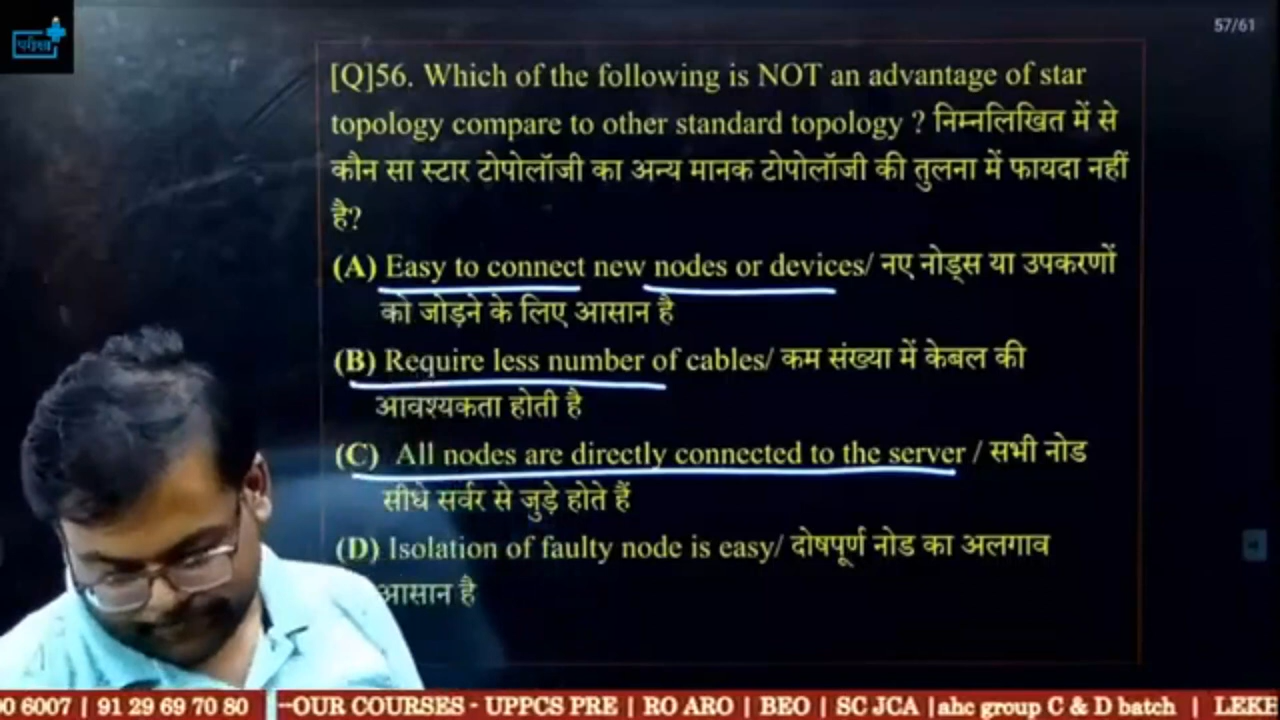 परीक्षा
57/61
[Q]56. Which of the following is NOT an advantage of star
topology compare to other standard topology ? निम्नलिखित में से
कौन सा स्टार टोपोलॉजी का अन्य मानक टोपोलॉजी की तुलना में फायदा नहीं
है?
(A) Easy to connect new nodes or devices/ नए नोड्स या उपकरणों
को जोड़ने के लिए आसान है
(B) Require less number of cables/ कम संख्या में केबल की
आवश्यकता होती है
(C) All nodes are directly connected to the server / सभी नोड
सीधे सर्वर से जुड़े होते हैं
(D) Isolation of faulty node is easy/ दोषपूर्ण नोड का अलगाव
आसान है
00 6007 | 91 29 69 70 80 --OUR COURSES - UPPCS PRE | RO ARO | BEO | SC JCA |ahc group C & D batch | LEKH